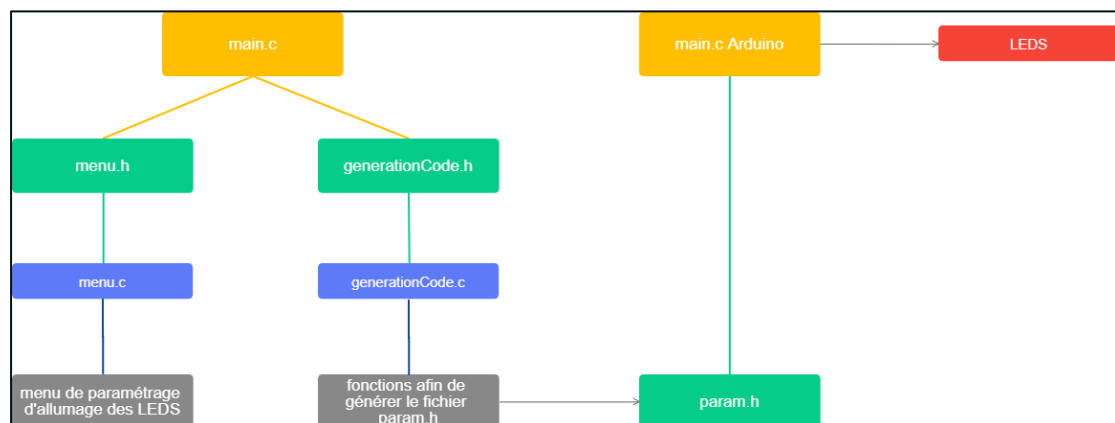 main.c
main.c Arduino
LEDS
menu.h
generationCode.h
menu.c
generationCode.c
menu de paramétrage
d'allumage des LEDS
fonctions afin de
générer le fichier
param.h
param.h